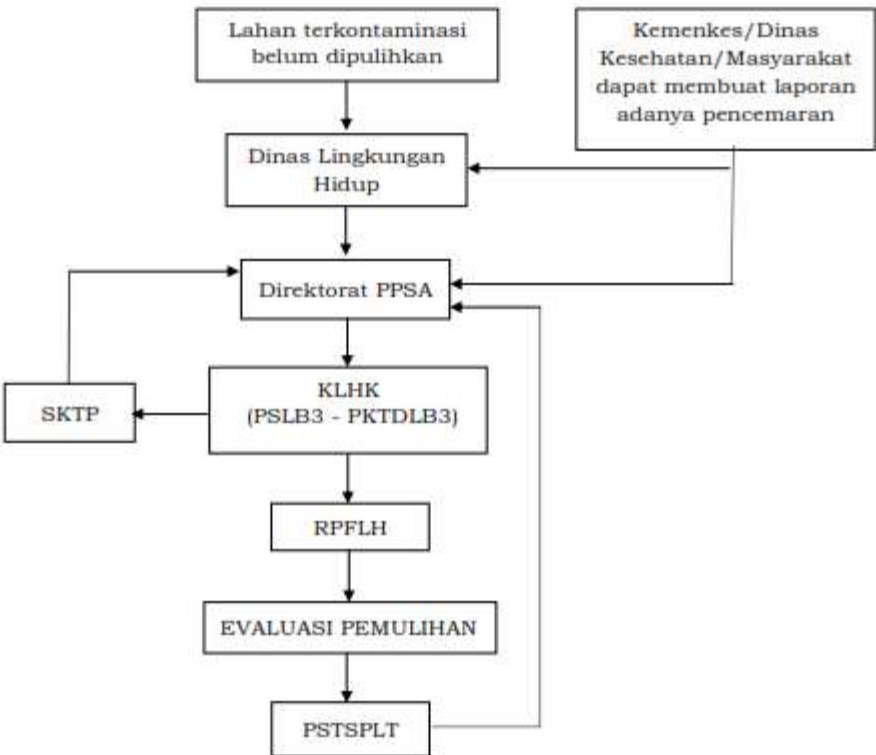 Lahan terkontaminasi
belum dipulihkan
Kemenkes/Dinas
Kesehatan/Masyarakat
dapat membuat laporan
adanya pencemaran
Dinas Lingkungan
Hidup
Direktorat PPSA
KLHK
(PSLB3 - PKTDLB3)
SKTP
RPFLH
EVALUASI PEMULIHAN
PSTSPLT